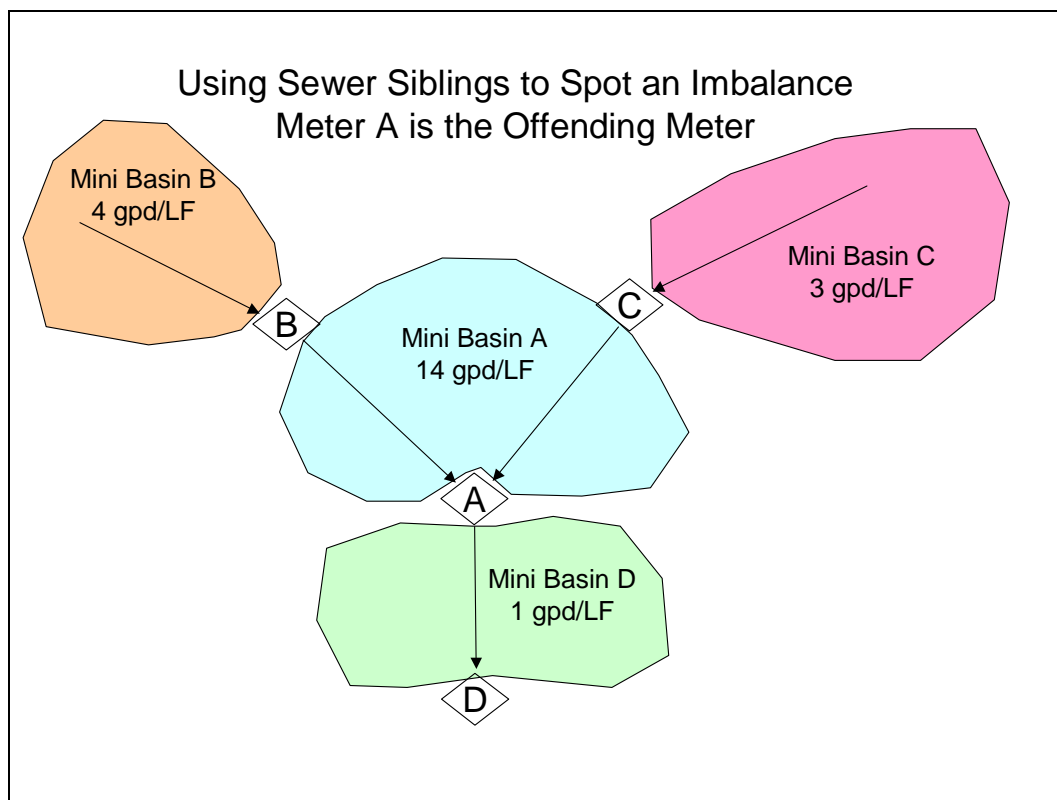 Using Sewer Siblings to Spot an Imbalance
Meter A is the Offending Meter
Mini Basin B
4 gpd/LF
Mini Basin C
3 gpd/LF
B
C
Mini Basin A
14 gpd/LF
A
Mini Basin D
1 gpd/LF
D